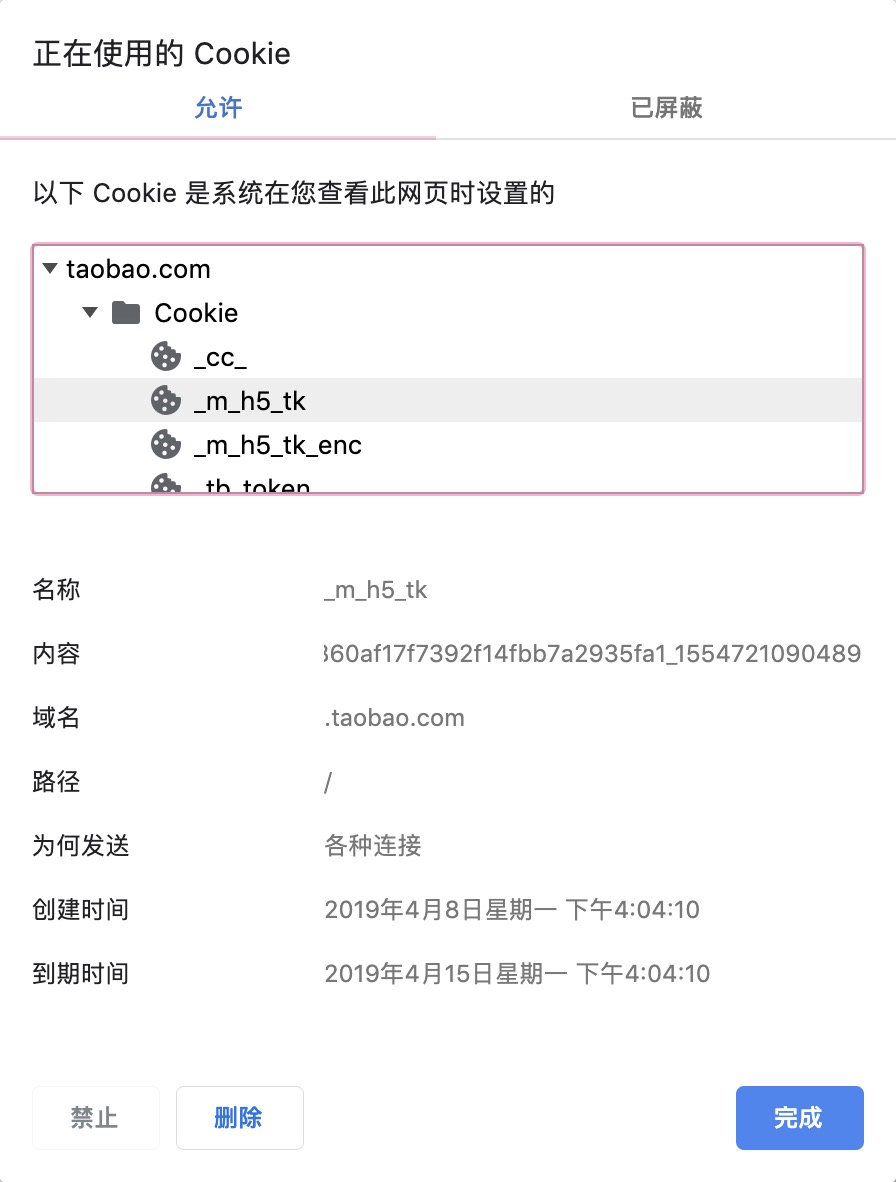 正在使用的 Cookie
允许
已屏蔽
以下 Cookie 是系统在您查看此网页时设置的
taobao.com
Cookie
_cc_
_m_h5_tk
_m_h5_tk_enc
_tb_token_
名称 _m_h5_tk
内容 360af17f7392f14fbb7a2935fa1_1554721090489
域名 .taobao.com
路径 /
为何发送 各种连接
创建时间 2019年4月8日星期一 下午4:04:10
到期时间 2019年4月15日星期一 下午4:04:10
禁止
删除
完成